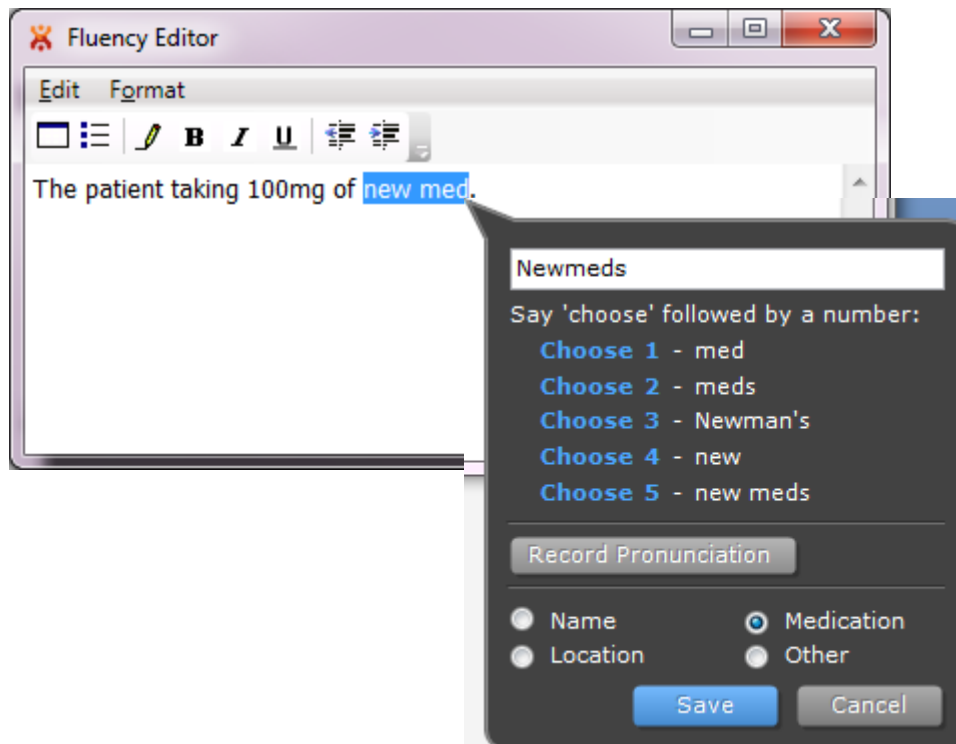 Fluency Editor
Edit Format
B I U
The patient taking 100mg of new med.
Newmeds
Say 'choose' followed by a number:
Choose 1 - med
Choose 2 - meds
Choose 3 - Newman's
Choose 4 - new
Choose 5 - new meds
Record Pronunciation
Name Medication
Location Other
Save Cancel